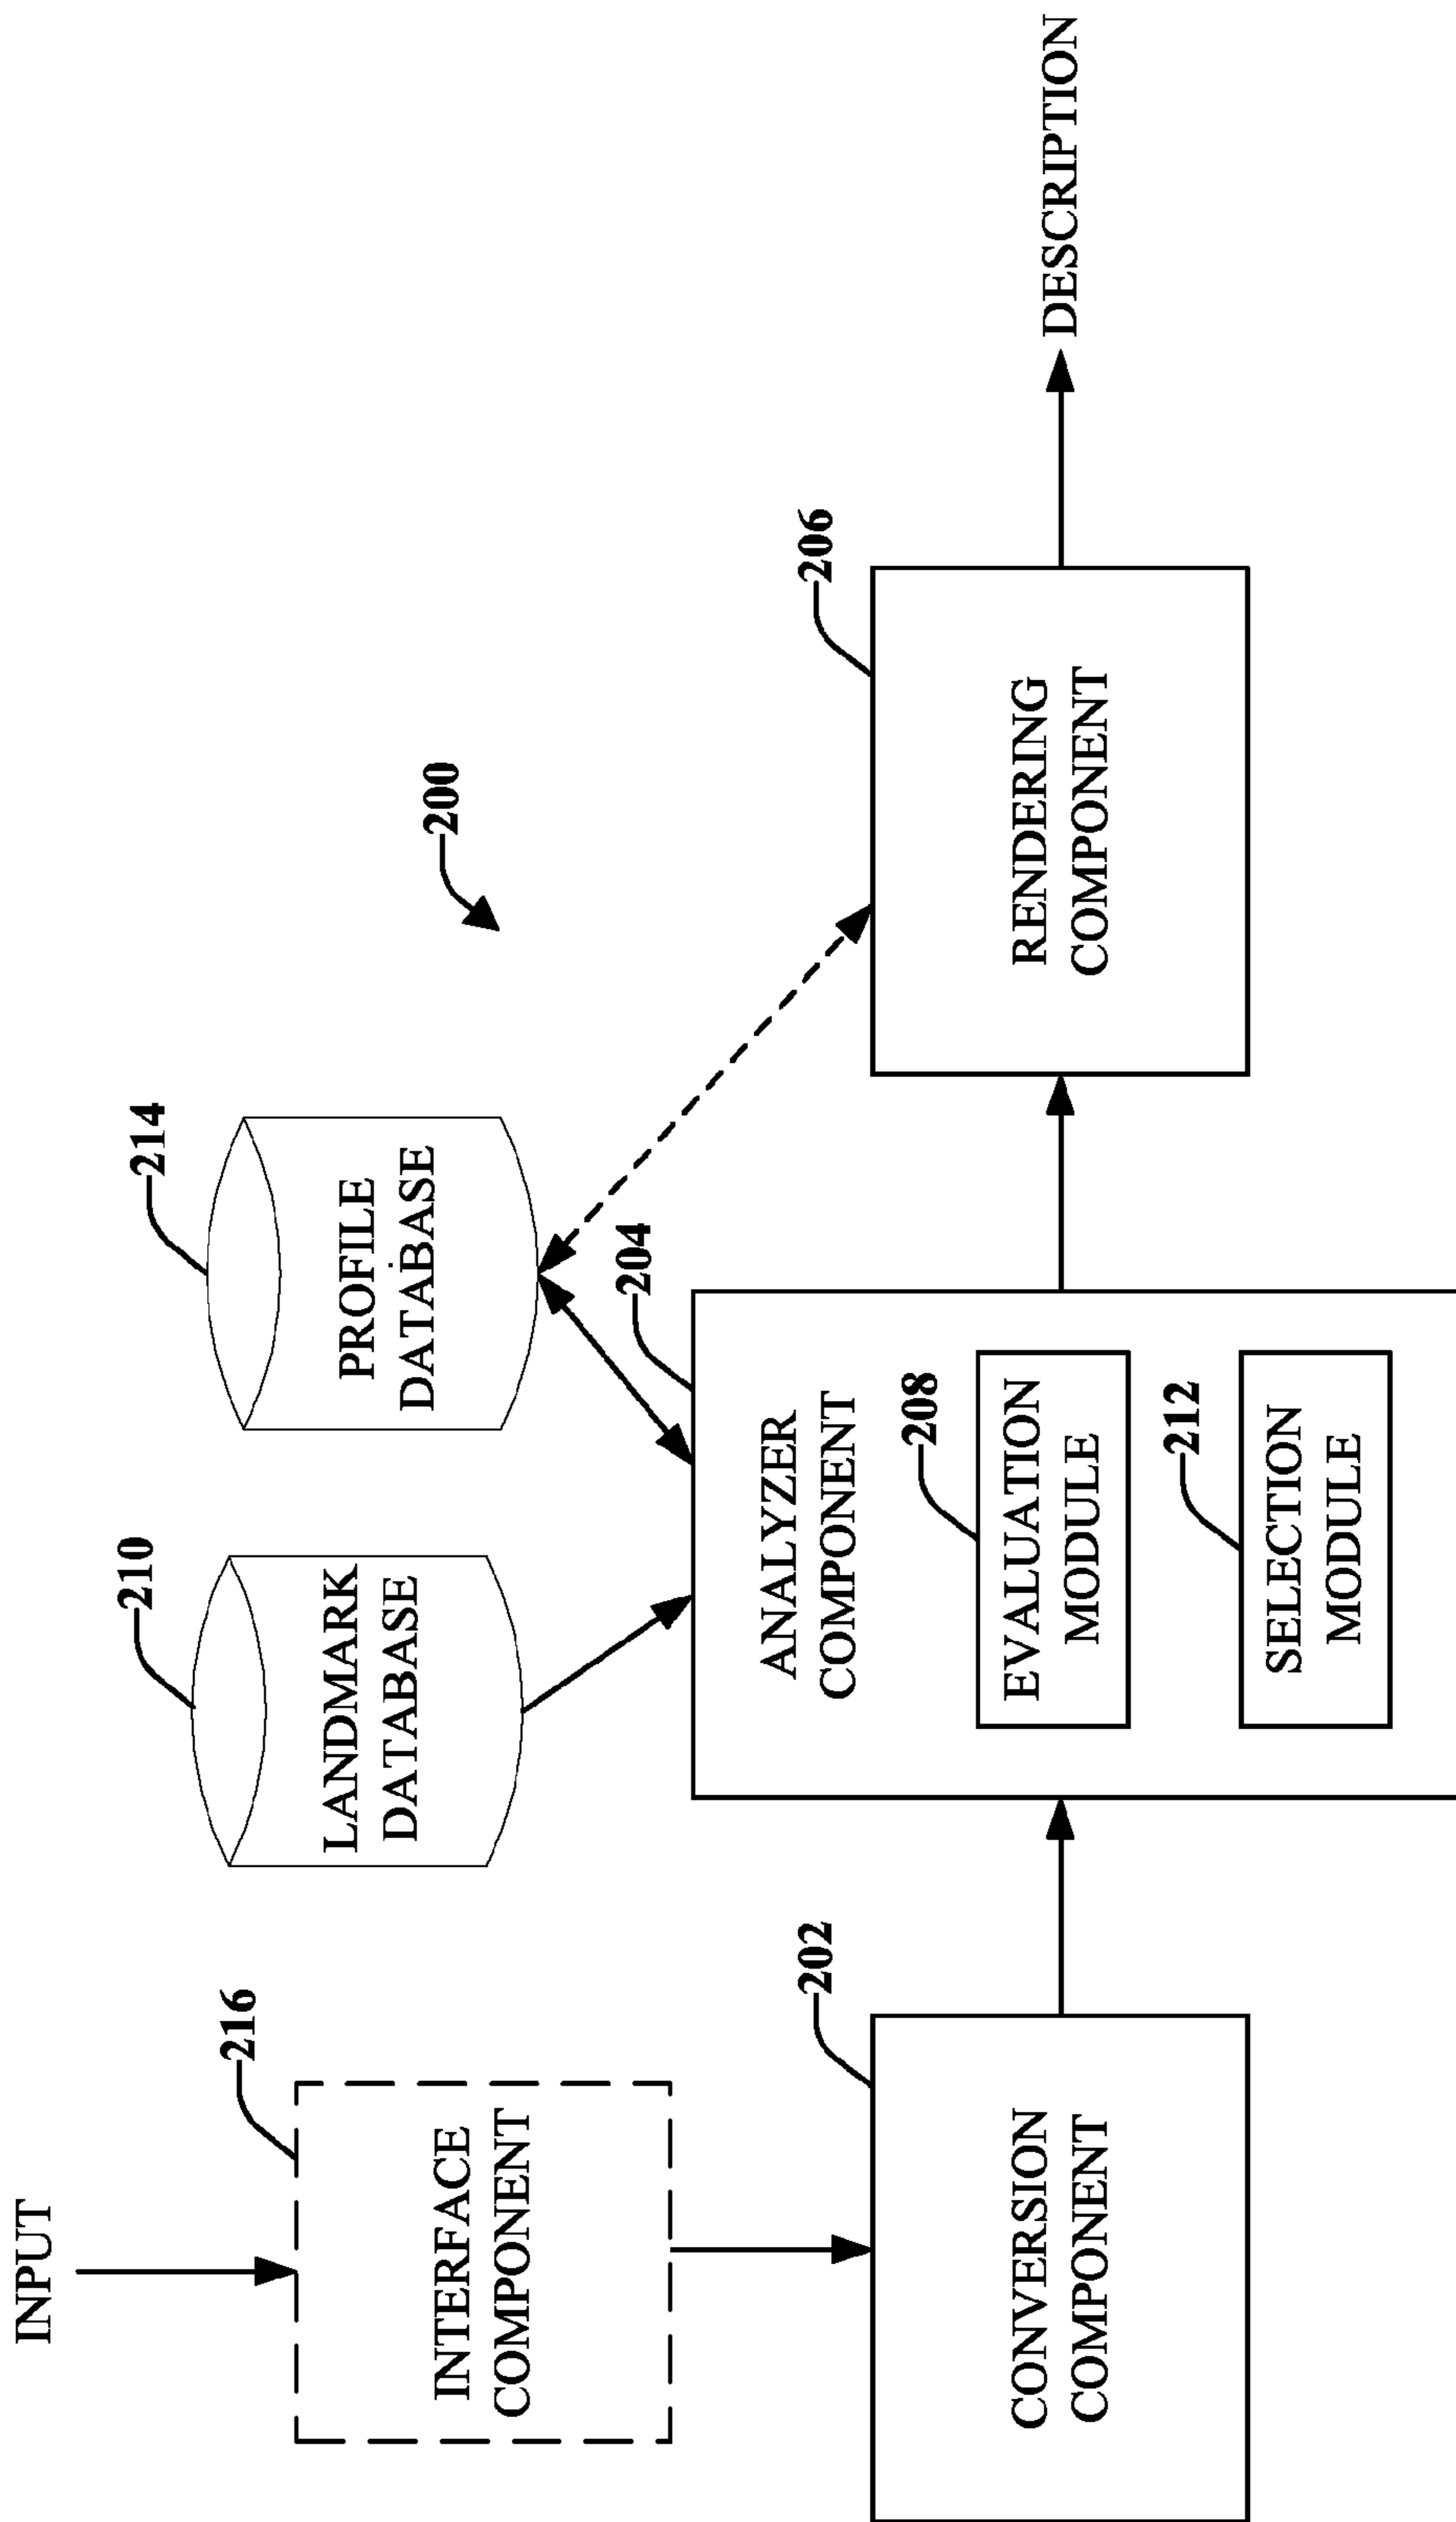 INPUT
216
INTERFACE
COMPONENT
210
LANDMARK
DATABASE
214
PROFILE
DATABASE
200
202
CONVERSION
COMPONENT
204
ANALYZER
COMPONENT
208
EVALUATION
MODULE
212
SELECTION
MODULE
206
RENDERING
COMPONENT
DESCRIPTION